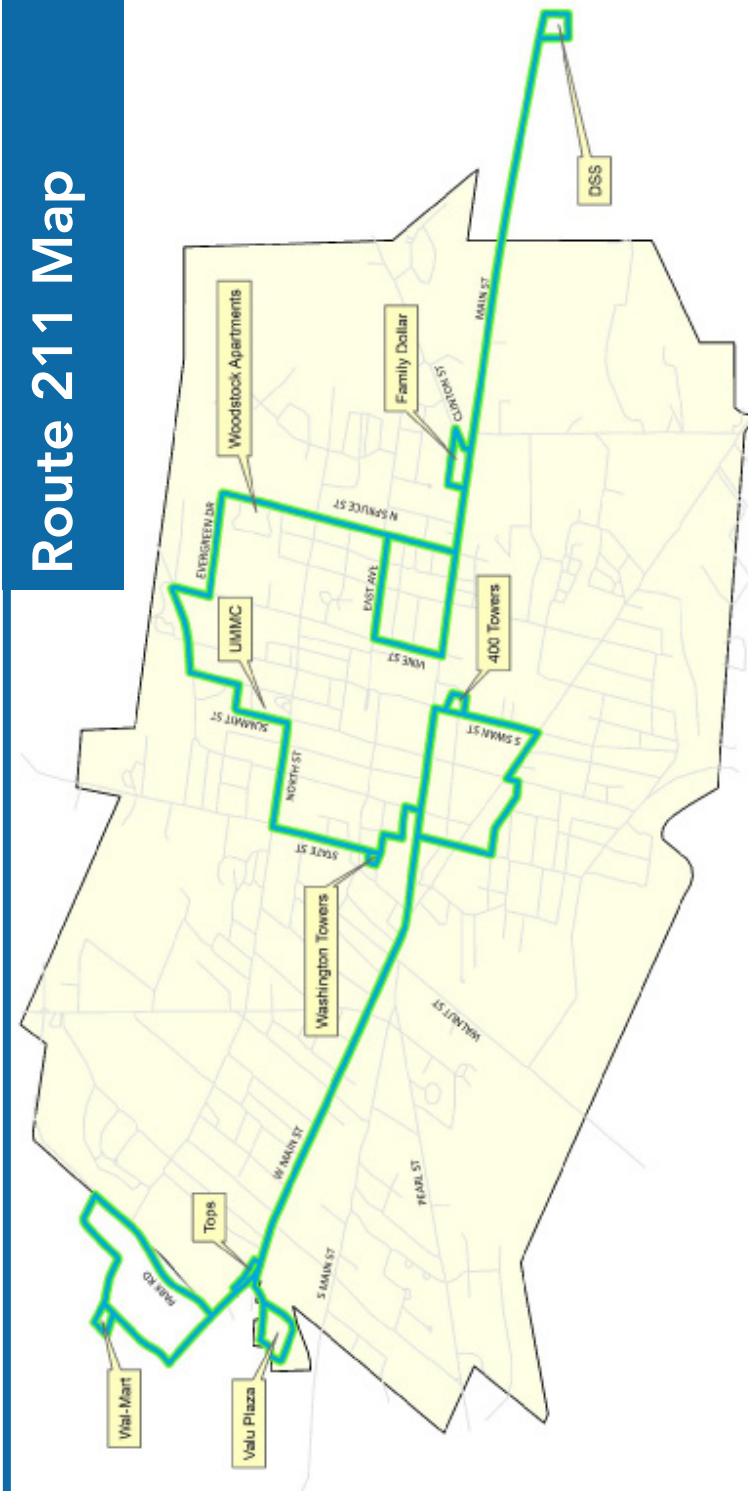 Route 211 Map
Wal-Mart
PARK RD
Valu Plaza
Tops
W MAIN ST
S MAIN ST
PEARL ST
WALNUT ST
Washington Towers
STATE ST
NORTH ST
SUMMIT ST
UMMC
EVERGREEN DR
Woodstock Apartments
N SPRUCE ST
EAST AVE
VINE ST
400 Towers
S SWAN ST
Family Dollar
CLINTON ST
MAIN ST
DSS